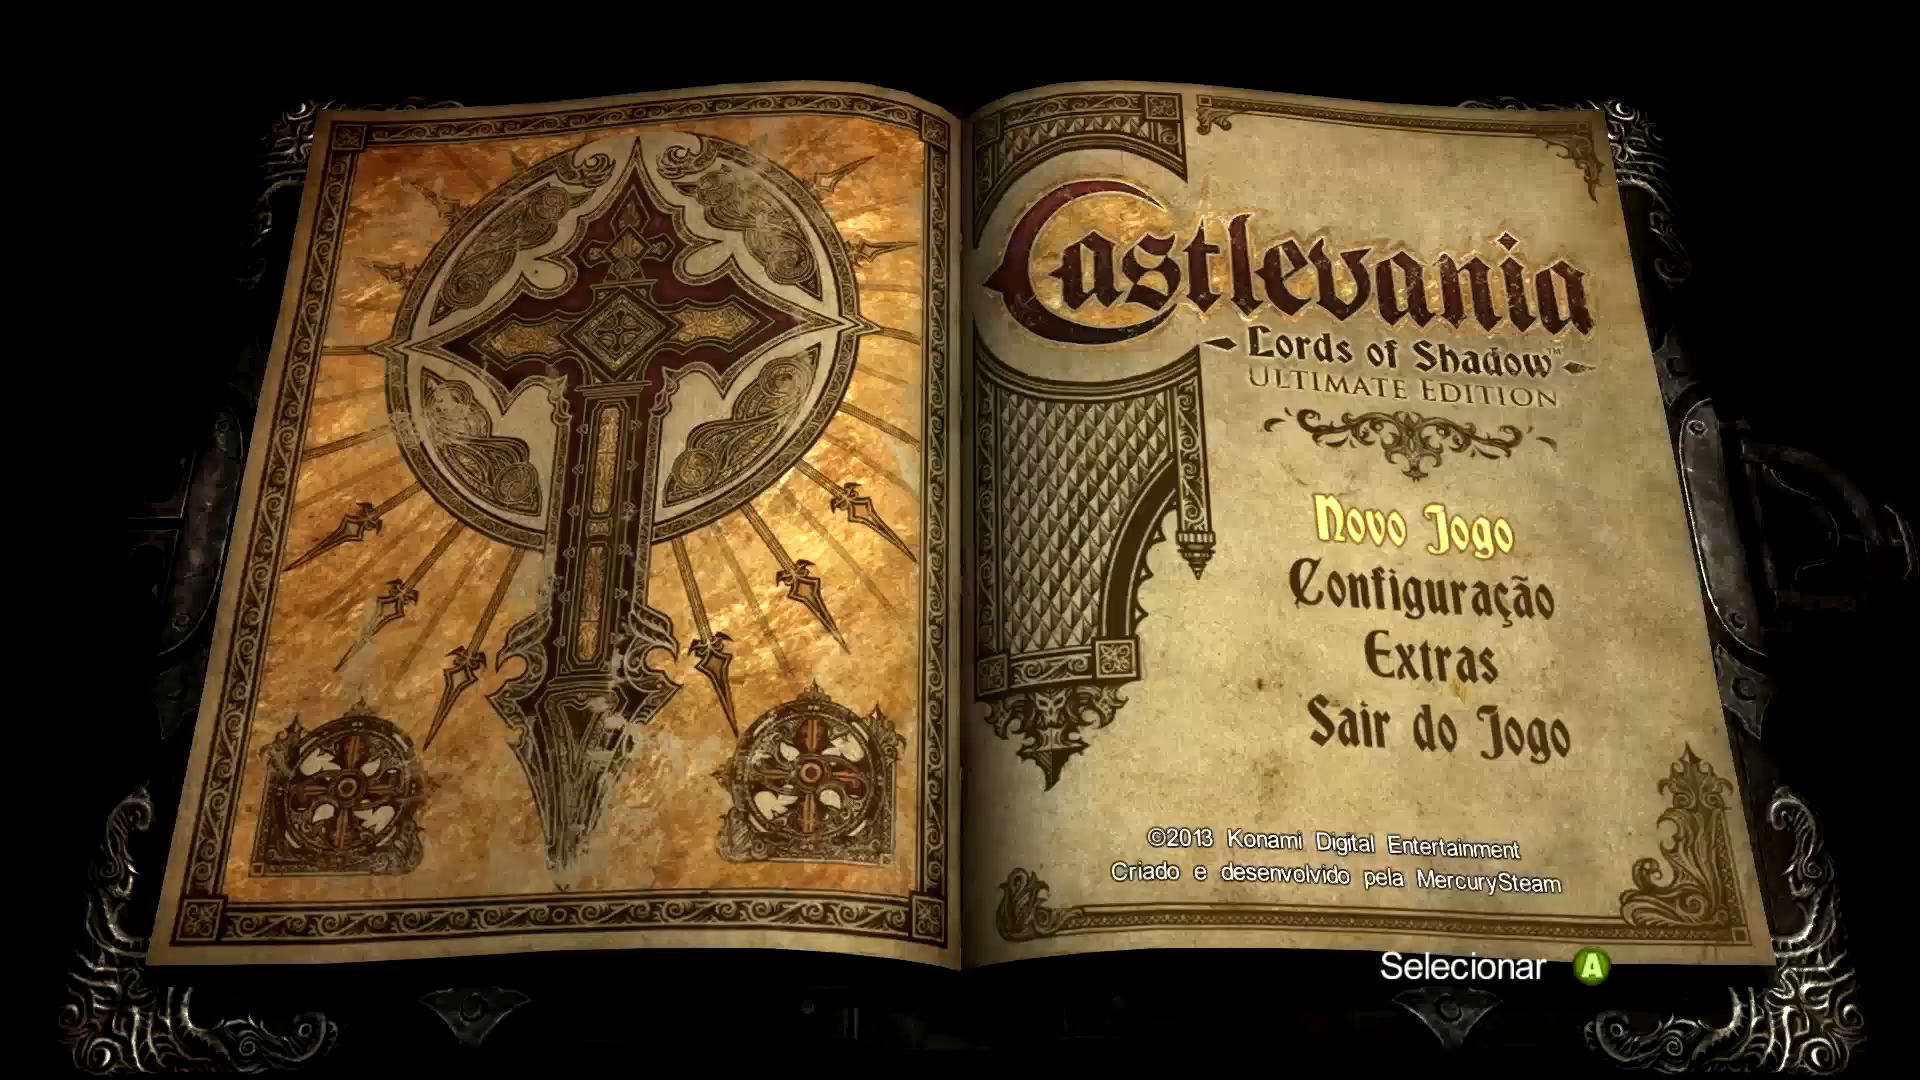 Castlevania
Lords of Shadow™
ULTIMATE EDITION
Novo Jogo
Configuração
Extras
Sair do Jogo
©2013 Konami Digital Entertainment
Criado e desenvolvido pela MercurySteam
Selecionar A